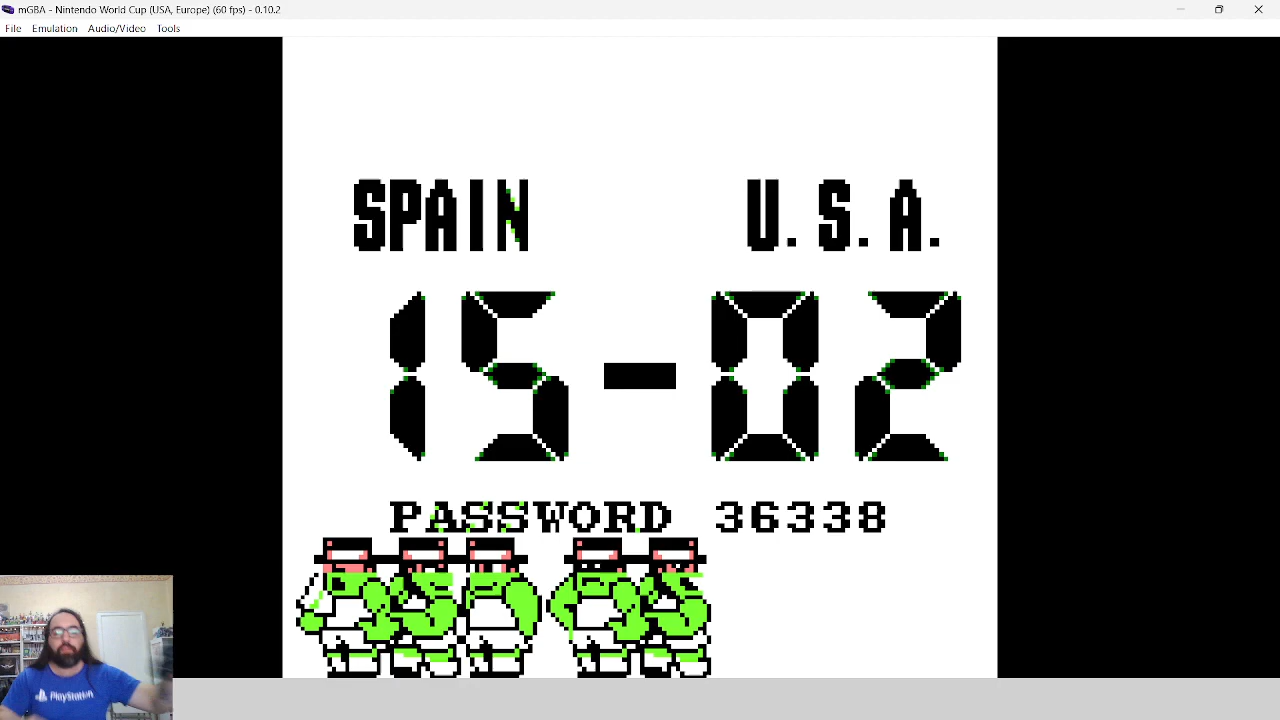 mGBA - Nintendo World Cup (USA, Europe) (60 fps) - 0.10.2
File Emulation Audio/Video Tools
SPAIN U.S.A.
15-02
PASSWORD 36338
PlayStation